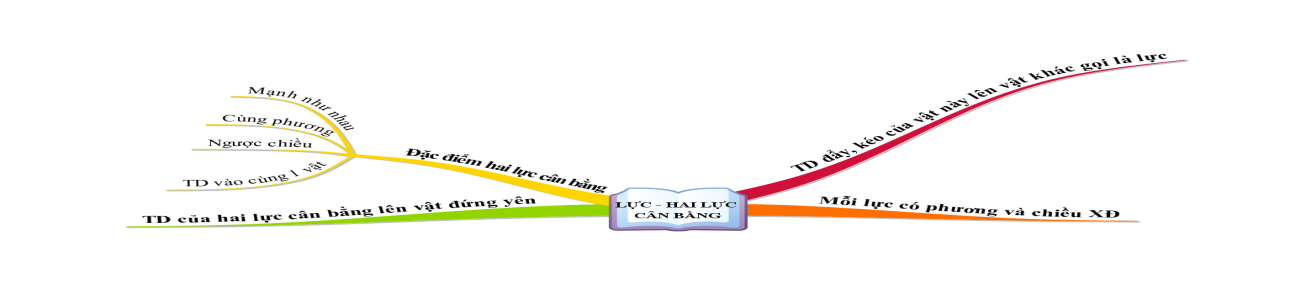 TD đẩy, kéo của vật này lên vật khác gọi là lực
Mạnh như nhau
Cùng phương
Ngược chiều
TD vào cùng 1 vật
Đặc điểm hai lực cân bằng
LỰC - HAI LỰC
CÂN BẰNG
Mỗi lực có phương và chiều XĐ
TD của hai lực cân bằng lên vật đứng yên